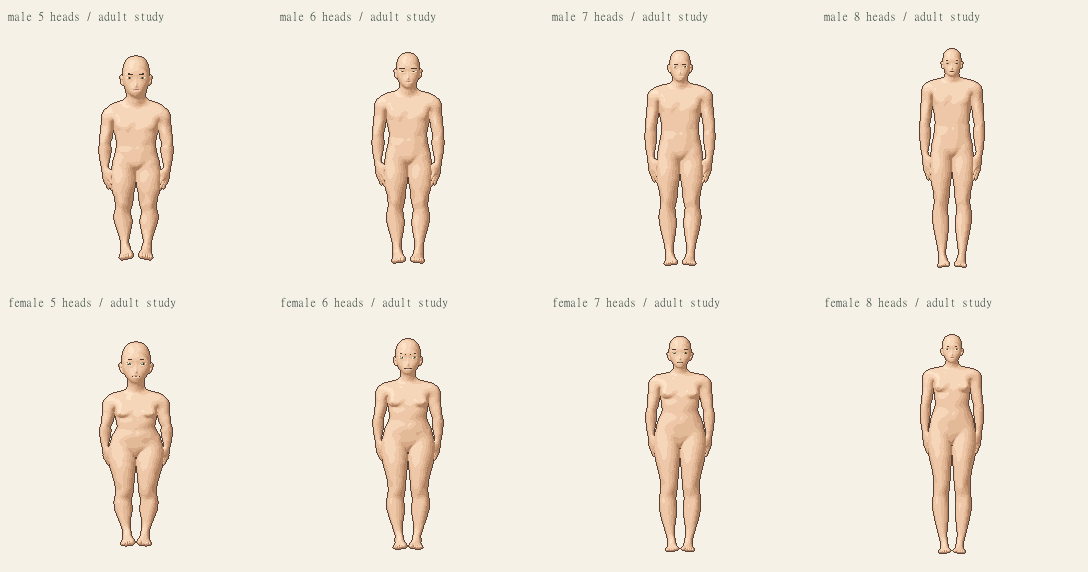 male 5 heads / adult study
male 6 heads / adult study
male 7 heads / adult study
male 8 heads / adult study
female 5 heads / adult study
female 6 heads / adult study
female 7 heads / adult study
female 8 heads / adult study